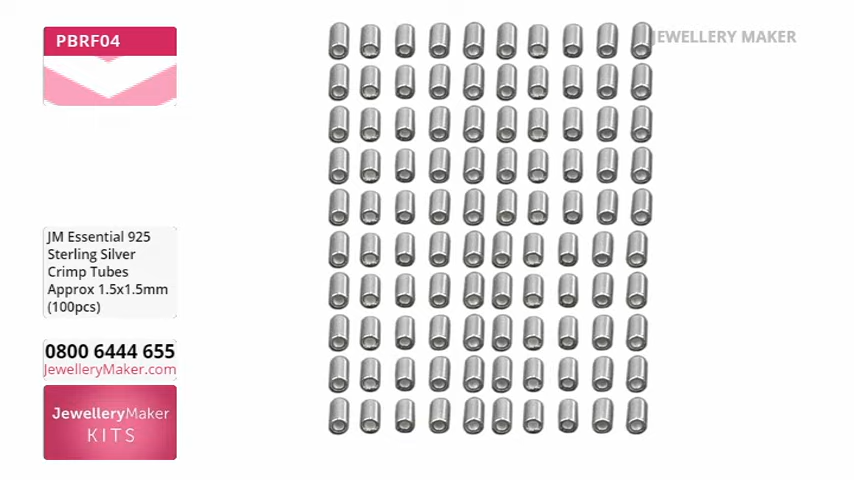 PBRF04
JEWELLERY MAKER
JM Essential 925
Sterling Silver
Crimp Tubes
Approx 1.5x1.5mm
(100pcs)
0800 6444 655
JewelleryMaker.com
JewelleryMaker
KITS